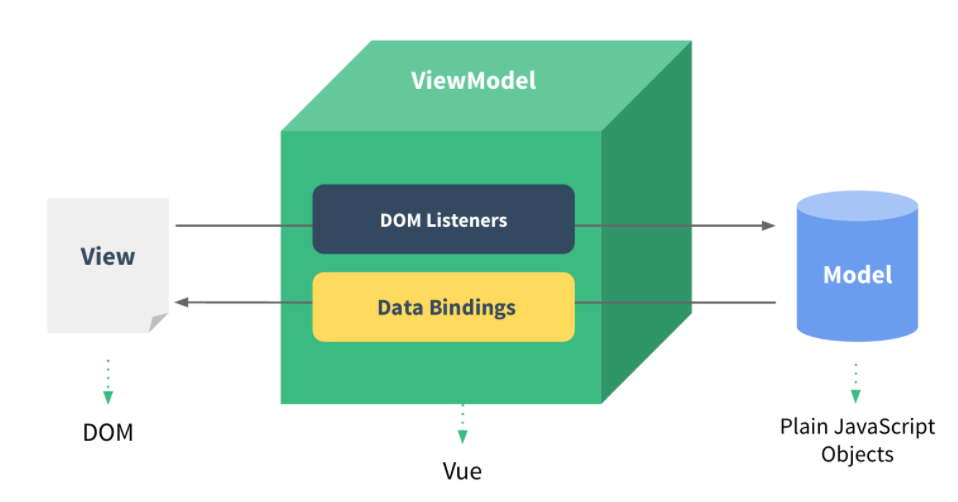 ViewModel
DOM Listeners
View
Model
Data Bindings
DOM
Vue
Plain JavaScript
Objects